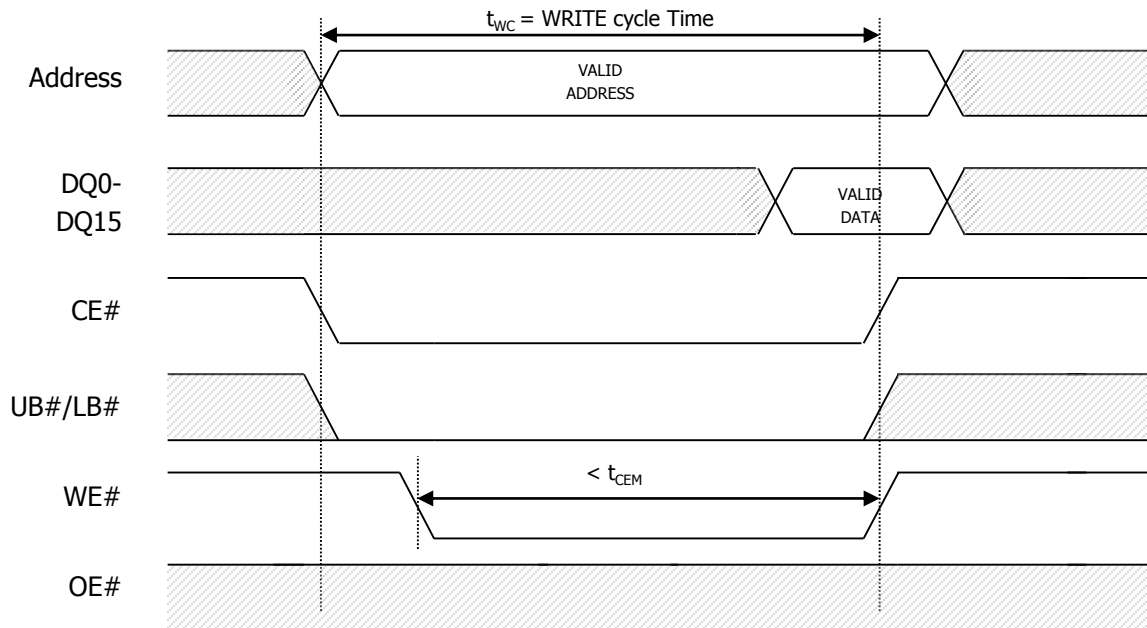 tWC = WRITE cycle Time
Address
VALID
ADDRESS
DQ0-
DQ15
VALID
DATA
CE#
UB#/LB#
WE#
< tCEM
OE#